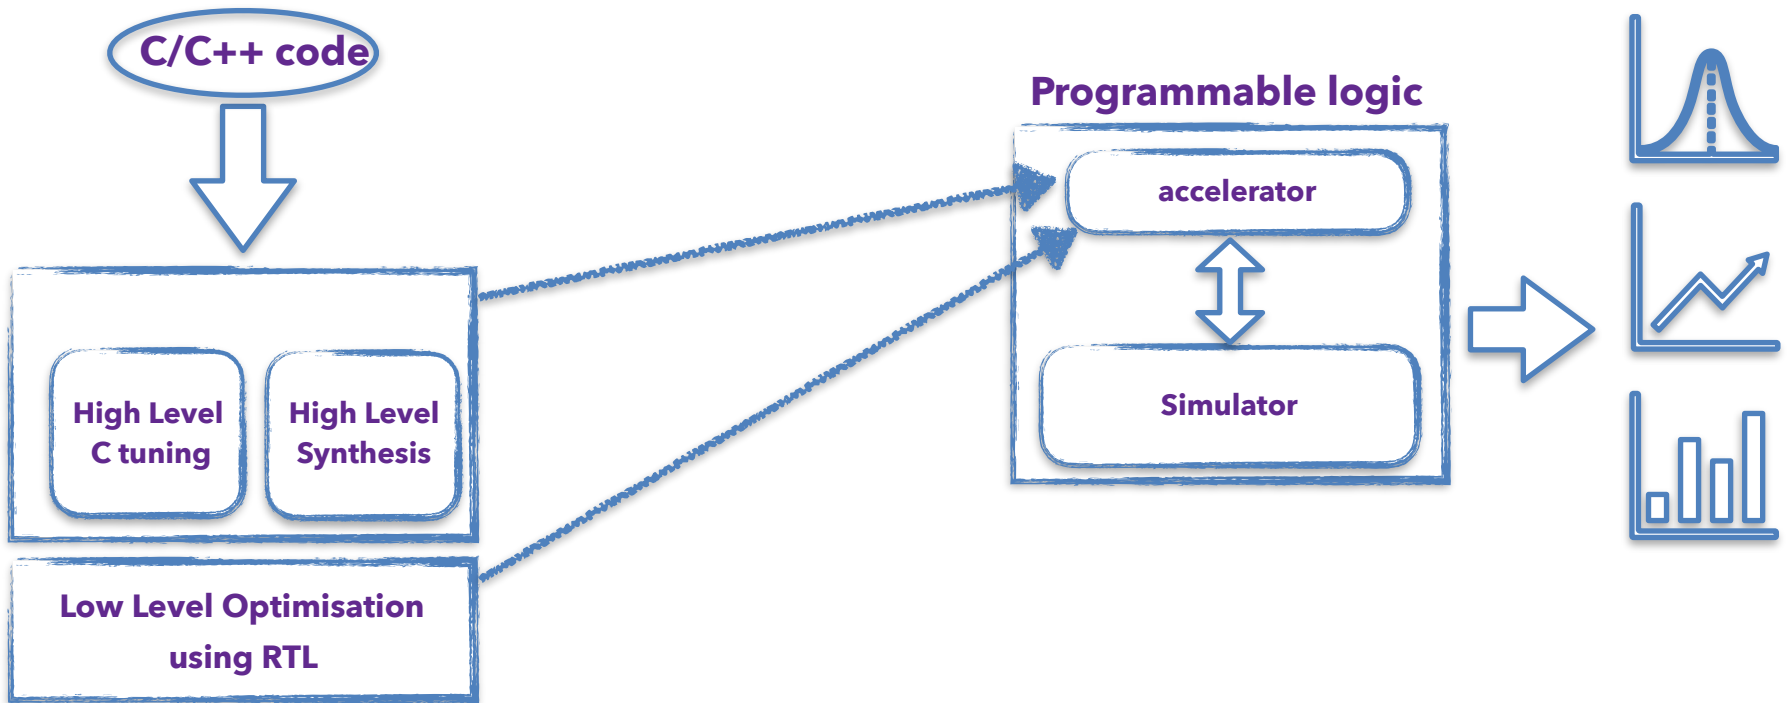 C/C++ code
Programmable logic
accelerator
Simulator
High Level
C tuning
High Level
Synthesis
Low Level Optimisation
using RTL